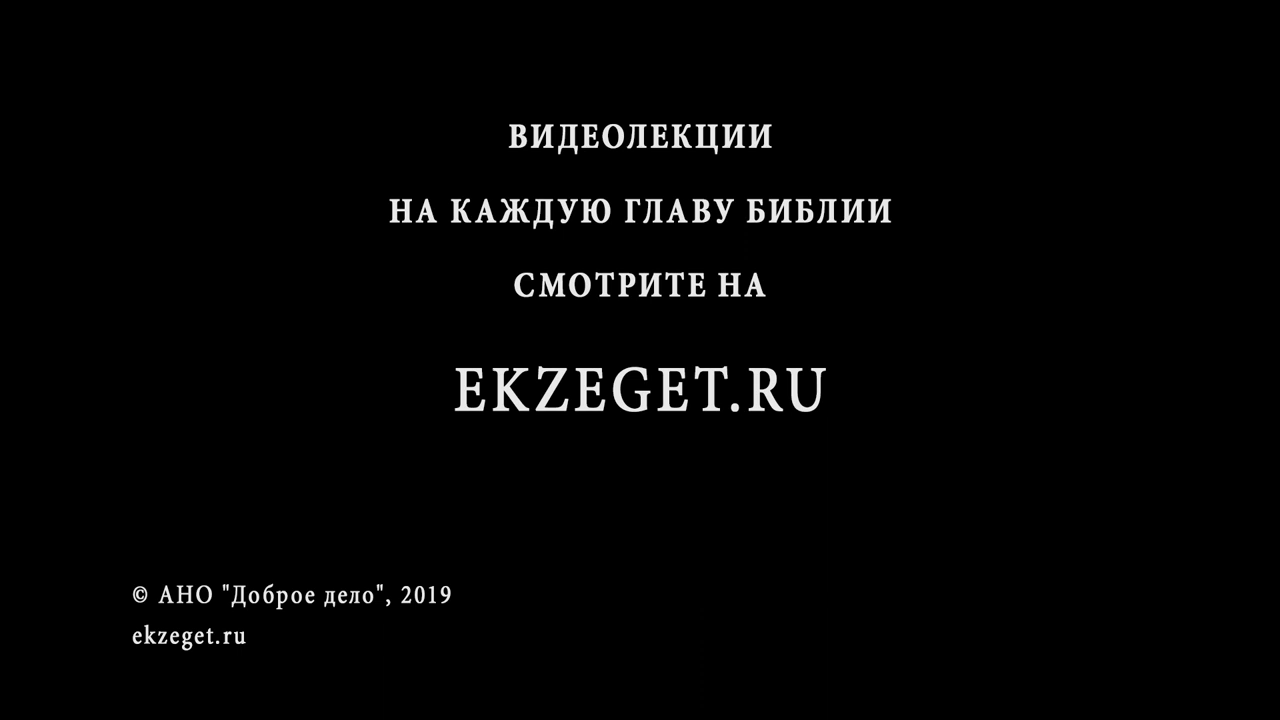 ВИДЕОЛЕКЦИИ
НА КАЖДУЮ ГЛАВУ БИБЛИИ
СМОТРИТЕ НА
EKZEGET.RU
© АНО "Доброе дело", 2019
ekzeget.ru